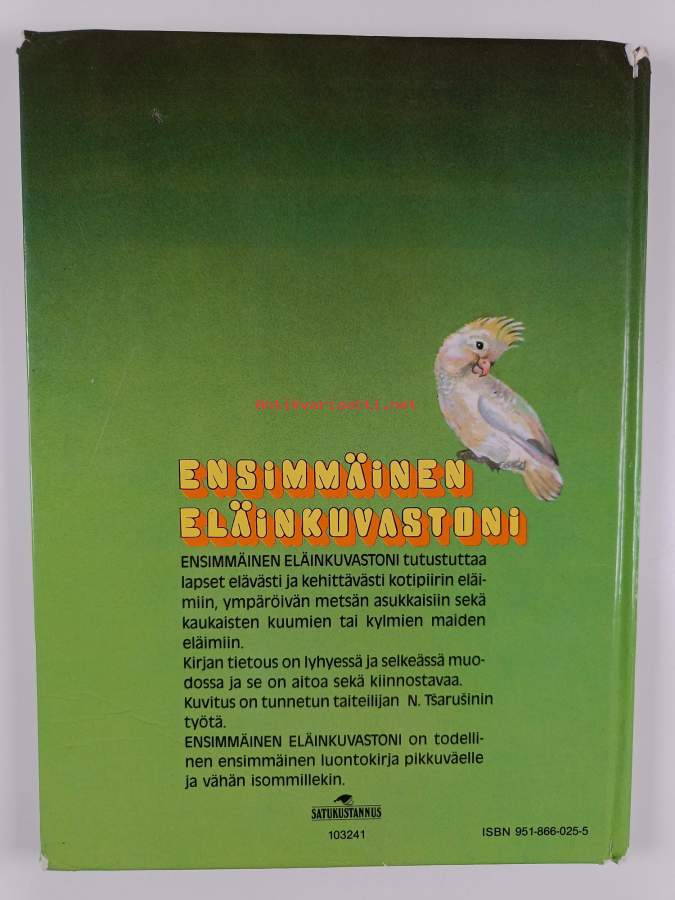 Antikvariaatti.net
ENSiMMÄiNEN
ELÄiNKUVASTONi
ENSIMMÄINEN ELÄINKUVASTONI tutustuttaa
lapset elävästi ja kehittävästi kotipiirin eläi-
miin, ympäröivän metsän asukkaisiin sekä
kaukaisten kuumien tai kylmien maiden
eläimiin.
Kirjan tietous on lyhyessä ja selkeässä muo-
dossa ja se on aitoa sekä kiinnostavaa.
Kuvitus on tunnetun taiteilijan N. Tšarušinin
työtä.
ENSIMMÄINEN ELÄINKUVASTONI on todelli-
nen ensimmäinen luontokirja pikkuväelle
ja vähän isommillekin.
SATUKUSTANNUS
103241
ISBN 951-866-025-5